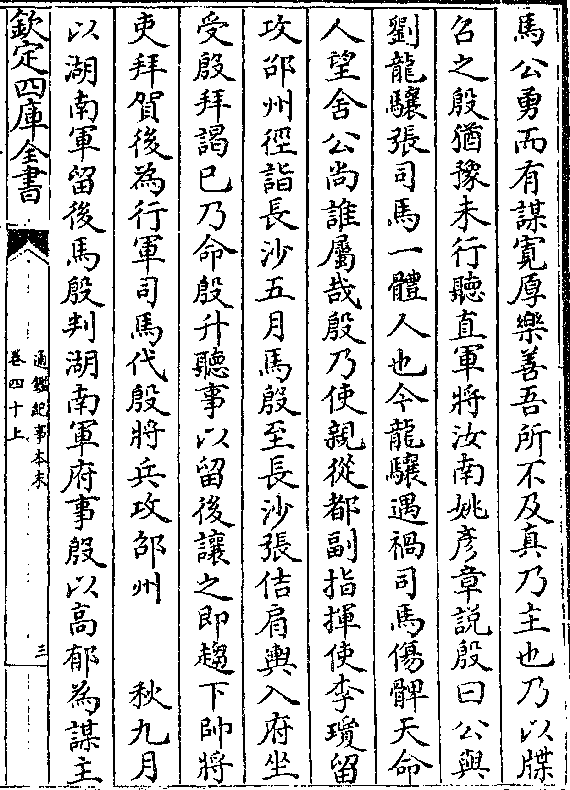 馬公勇而有謀寛厚樂善吾所不及真乃主也乃以牒
召之殷猶豫未行聽直軍將汝南姚彦章説殷曰公與
劉龍驤張司馬一體人也今龍驤遇禍司馬傷髀天命
人望舍公尚誰屬哉殷乃使親從都副指揮使李瓊留
攻邵州徑詣長沙五月馬殷至長沙張佶肩輿入府坐
受殷拜謁已乃命殷升聽事以留後讓之即趨下帥將
吏拜賀後為行軍司馬代殷將兵攻邵州　秋九月
以湖南軍留後馬殷判湖南軍府事殷以高郁為謀主
欽定四庫全書
通鑑紀事本末
卷四十上
三